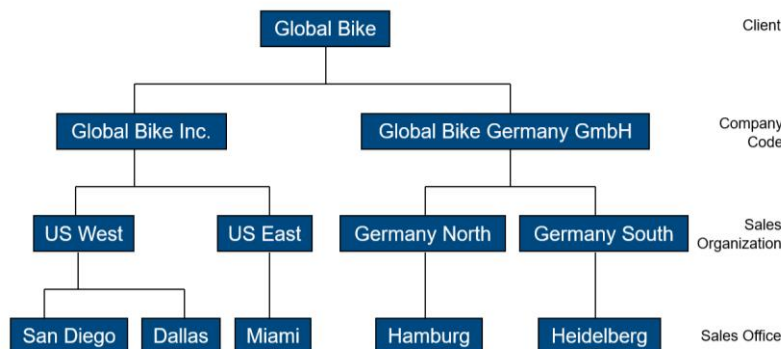 Global Bike
Client
Global Bike Inc.
Global Bike Germany GmbH
Company
Code
US West
US East
Germany North
Germany South
Sales
Organization
San Diego
Dallas
Miami
Hamburg
Heidelberg
Sales Office